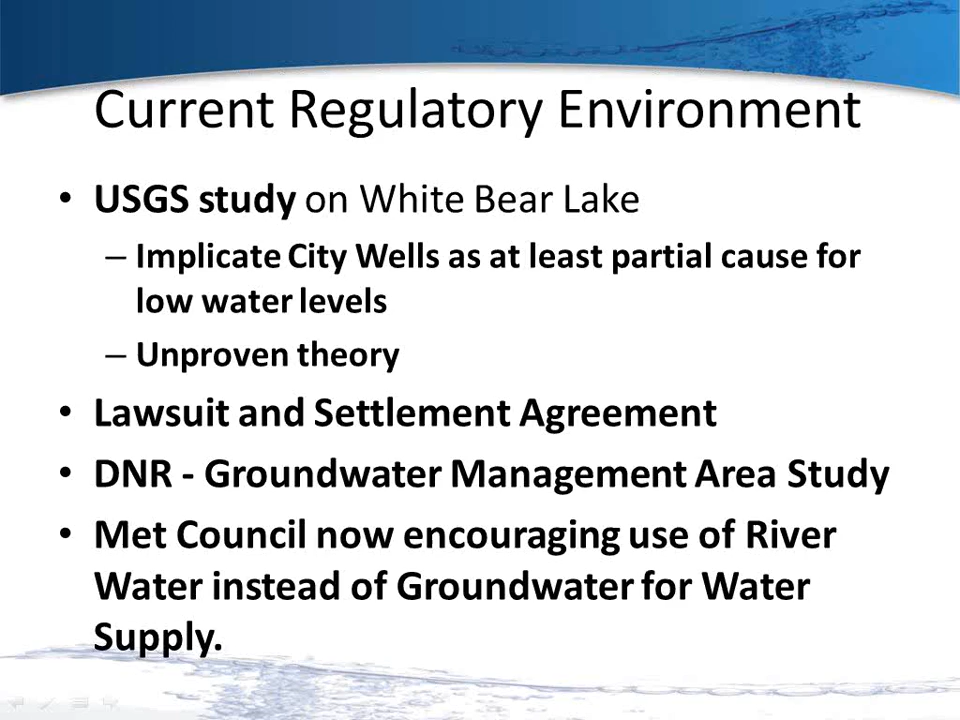 Current Regulatory Environment
• USGS study on White Bear Lake
– Implicate City Wells as at least partial cause for
low water levels
– Unproven theory
• Lawsuit and Settlement Agreement
• DNR - Groundwater Management Area Study
• Met Council now encouraging use of River
Water instead of Groundwater for Water
Supply.